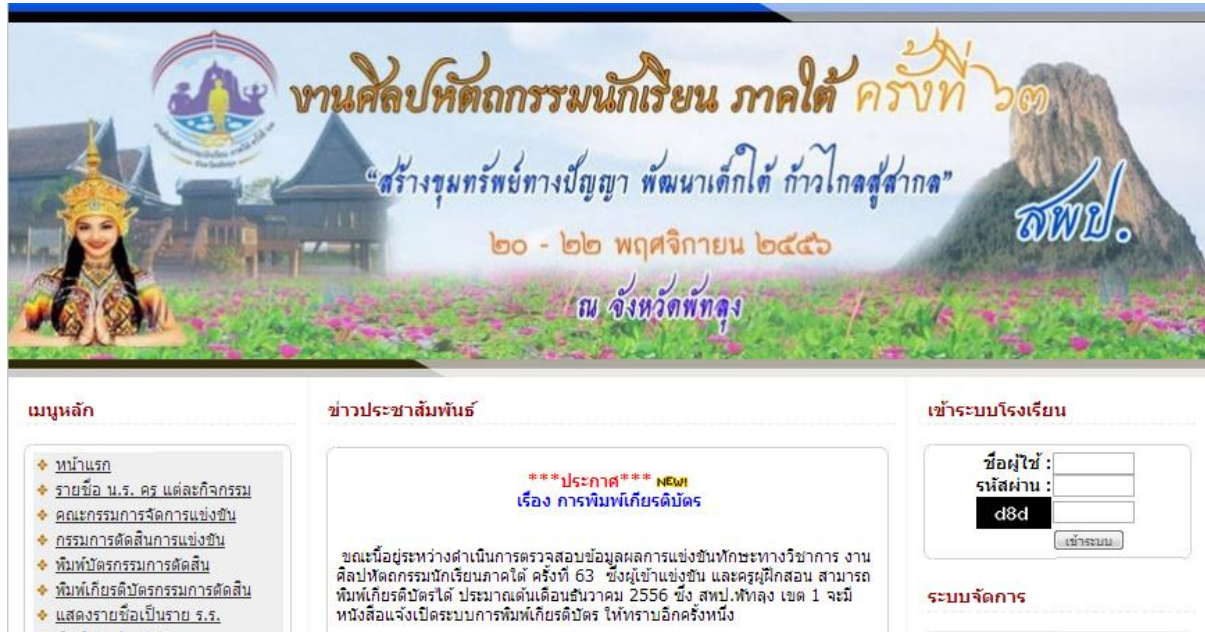 งานศิลปหัตถกรรมนักเรียน ภาคใต้ ครั้งที่ ๖๓
“สร้างขุมทรัพย์ทางปัญญา พัฒนาเด็กใต้ ก้าวไกลสู่สากล”
สพป.
๒๐ - ๒๒ พฤศจิกายน ๒๕๕๖
ณ จังหวัดพัทลุง
เมนูหลัก
หน้าแรก
รายชื่อ น.ร. ครู แต่ละกิจกรรม
คณะกรรมการจัดการแข่งขัน
กรรมการตัดสินการแข่งขัน
พิมพ์บัตรกรรมการตัดสิน
พิมพ์เกียรติบัตรกรรมการตัดสิน
แสดงรายชื่อเป็นราย ร.ร.
ข่าวประชาสัมพันธ์
***ประกาศ*** NEW!
เรื่อง การพิมพ์เกียรติบัตร
ขณะนี้อยู่ระหว่างดำเนินการตรวจสอบข้อมูลผลการแข่งขันทักษะทางวิชาการ งาน
ศิลปหัตถกรรมนักเรียนภาคใต้ ครั้งที่ 63 ซึ่งผู้เข้าแข่งขัน และครูผู้ฝึกสอน สามารถ
พิมพ์เกียรติบัตรได้ ประมาณต้นเดือนธันวาคม 2556 ซึ่ง สพป.พัทลุง เขต 1 จะมี
หนังสือแจ้งเปิดระบบการพิมพ์เกียรติบัตร ให้ทราบอีกครั้งหนึ่ง
เข้าระบบโรงเรียน
ชื่อผู้ใช้ :
รหัสผ่าน :
d8d
เข้าระบบ
ระบบจัดการ